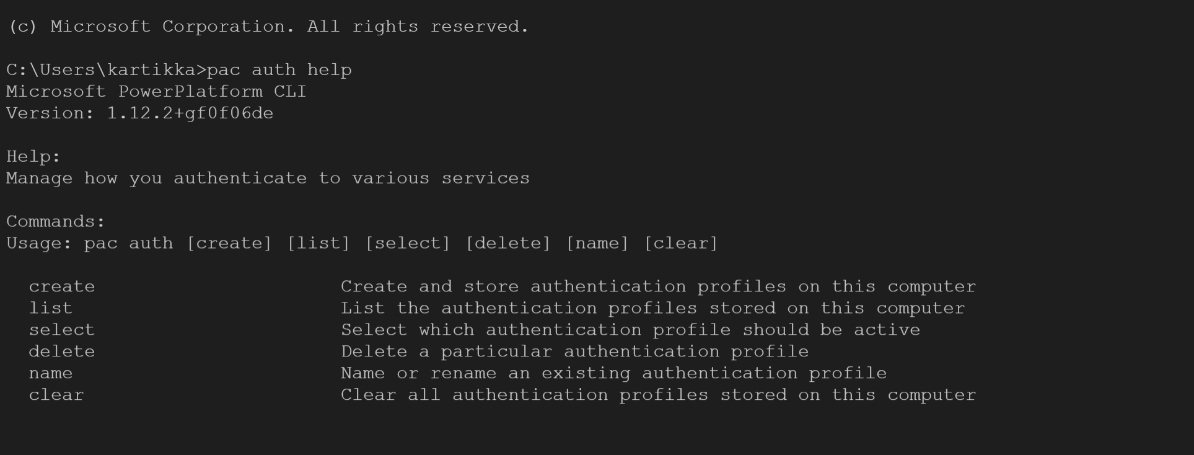 (c) Microsoft Corporation. All rights reserved.
C:\Users\kartikka>pac auth help
Microsoft PowerPlatform CLI
Version: 1.12.2+gf0f06de
Help:
Manage how you authenticate to various services
Commands:
Usage: pac auth [create] [list] [select] [delete] [name] [clear]
create Create and store authentication profiles on this computer
list List the authentication profiles stored on this computer
select Select which authentication profile should be active
delete Delete a particular authentication profile
name Name or rename an existing authentication profile
clear Clear all authentication profiles stored on this computer